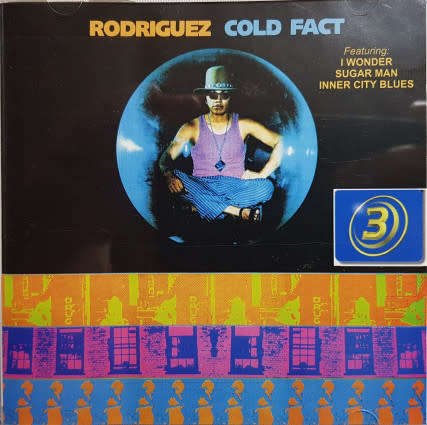 RODRIGUEZ COLD FACT
Featuring:
I WONDER
SUGAR MAN
INNER CITY BLUES
3